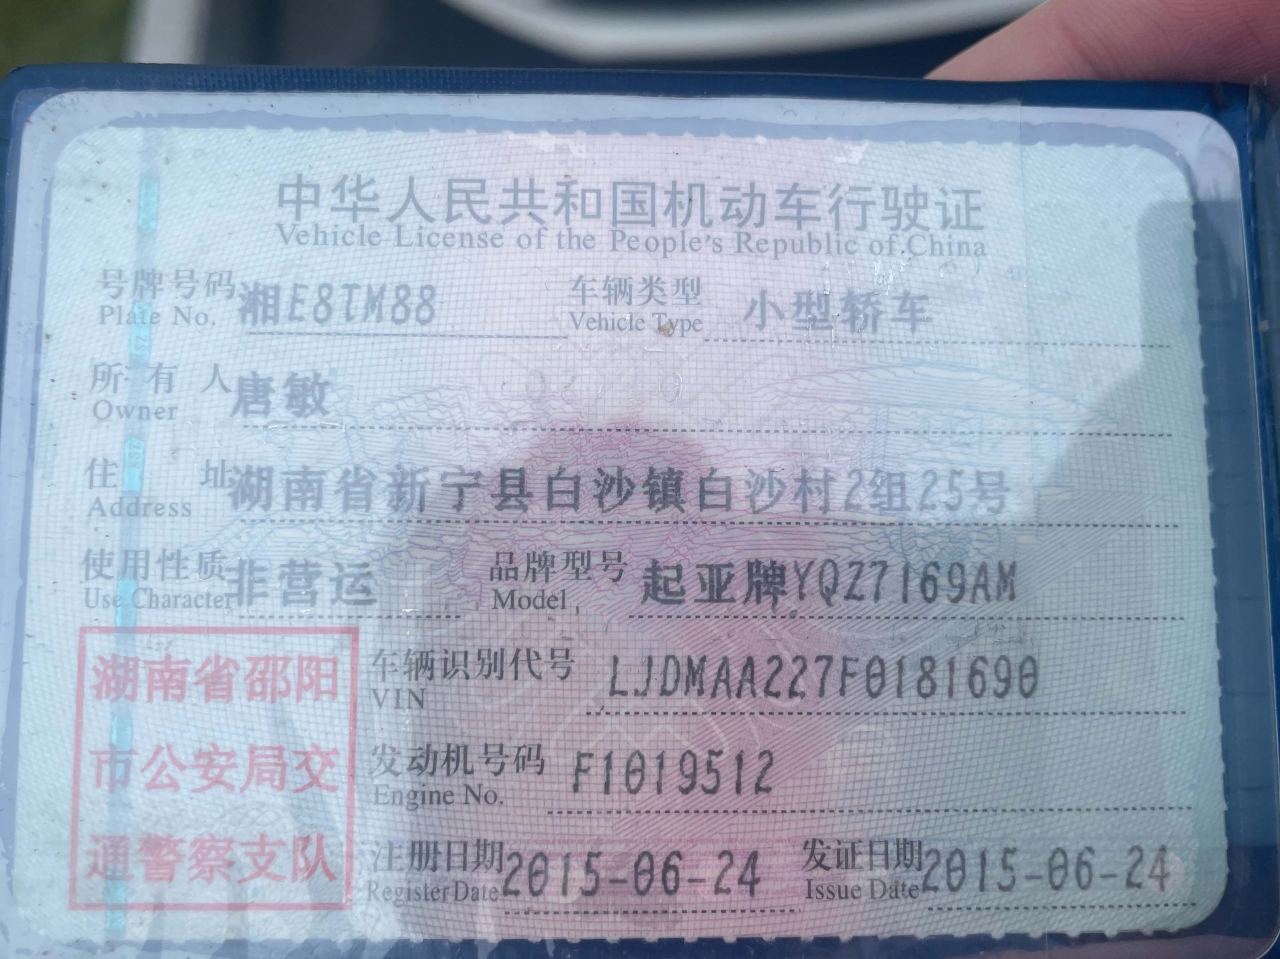 中华人民共和国机动车行驶证
Vehicle License of the People's Republic of China
号牌号码 湘E8TM88 车辆类型 小型轿车
Plate No. Vehicle Type
所有人 唐敏
Owner
住址 湖南省新宁县白沙镇白沙村2组25号
Address
使用性质 非营运 品牌型号 起亚牌YQZ7169AM
Use Character Model
湖南省邵阳
市公安局交
通警察支队
车辆识别代号 LJDMAA227F0181690
VIN
发动机号码 F1019512
Engine No.
注册日期 2015-06-24 发证日期 2015-06-24
Register Date Issue Date